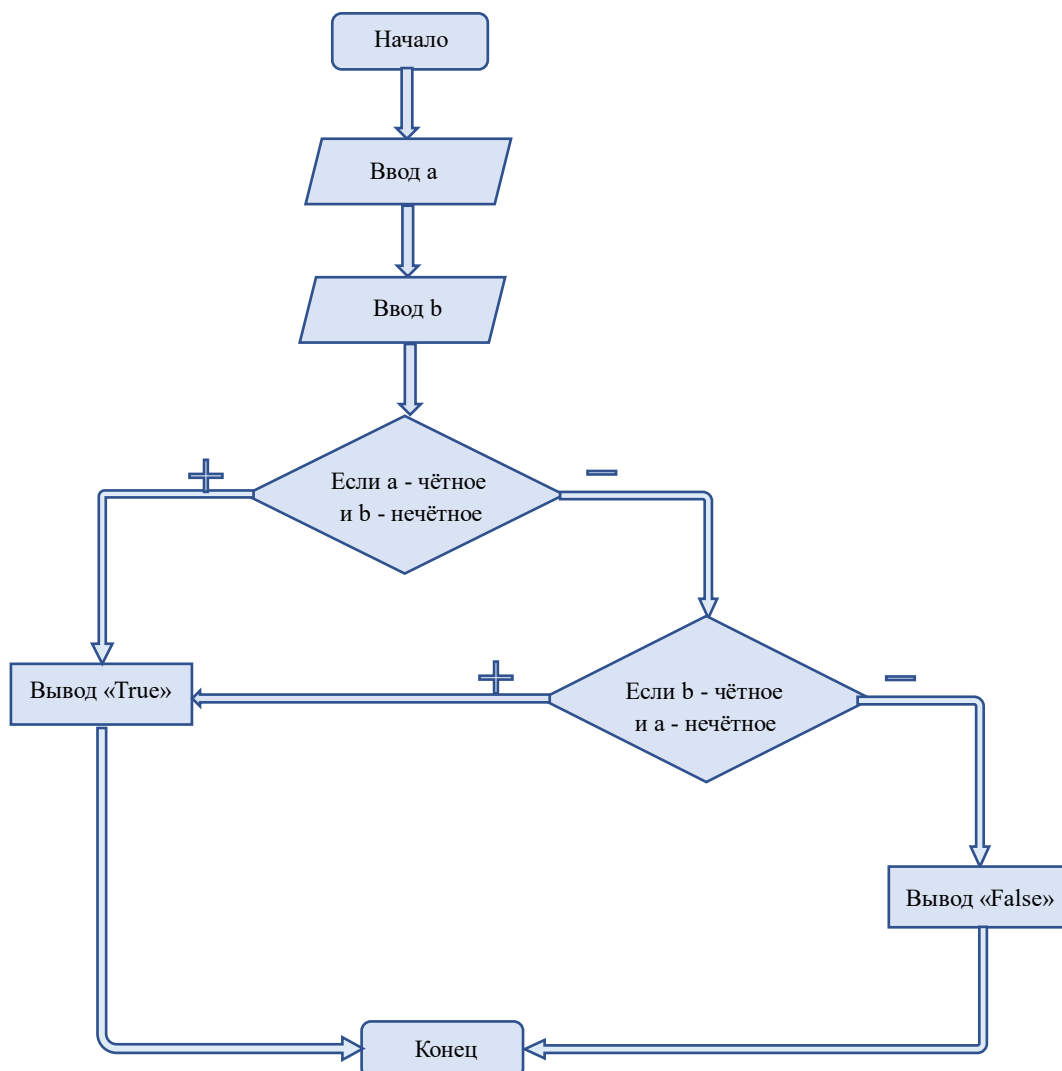 Начало
Ввод a
Ввод b
+
Если a - чётное
и b - нечётное
−
Вывод «True»
+
Если b - чётное
и a - нечётное
−
Вывод «False»
Конец